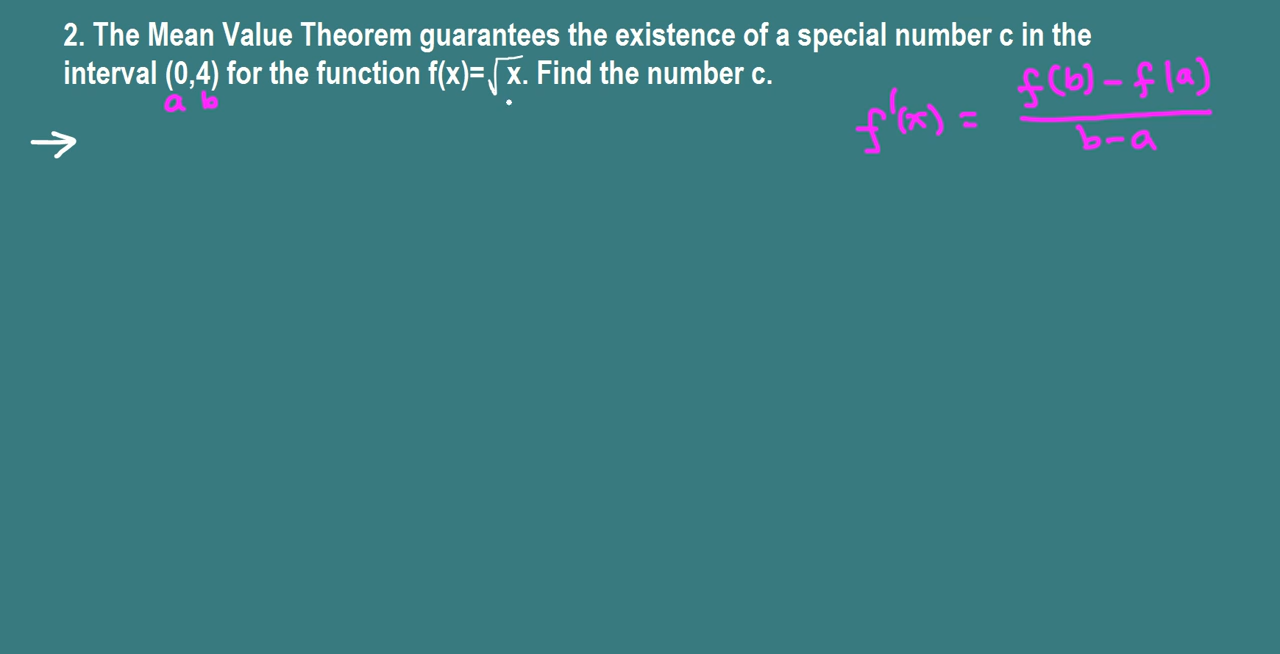 2. The Mean Value Theorem guarantees the existence of a special number c in the
interval (0,4) for the function f(x)=√x. Find the number c.
a b
f'(x) = f(b) - f(a)
b-a